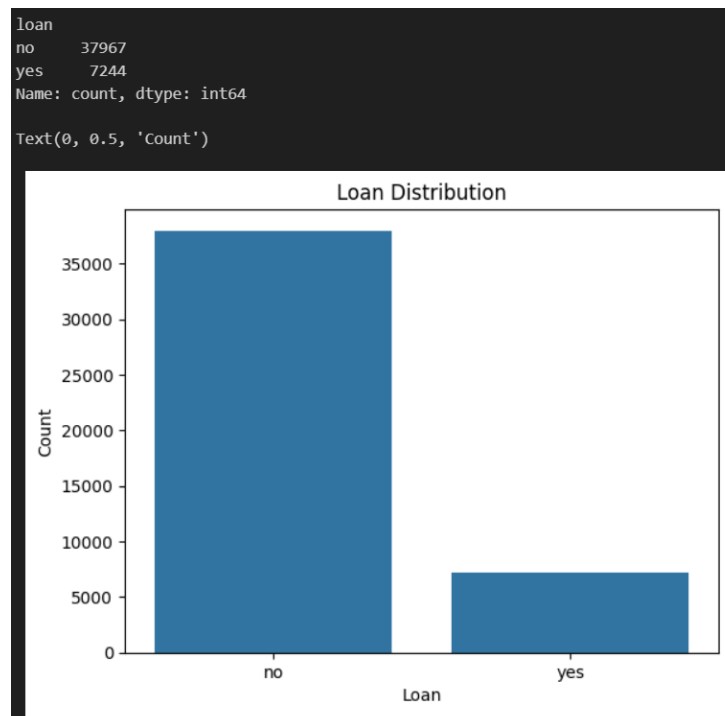 loan
no     37967
yes     7244
Name: count, dtype: int64
Text(0, 0.5, 'Count')
Loan Distribution
35000
30000
25000
20000
15000
10000
5000
0
Count
no yes
Loan